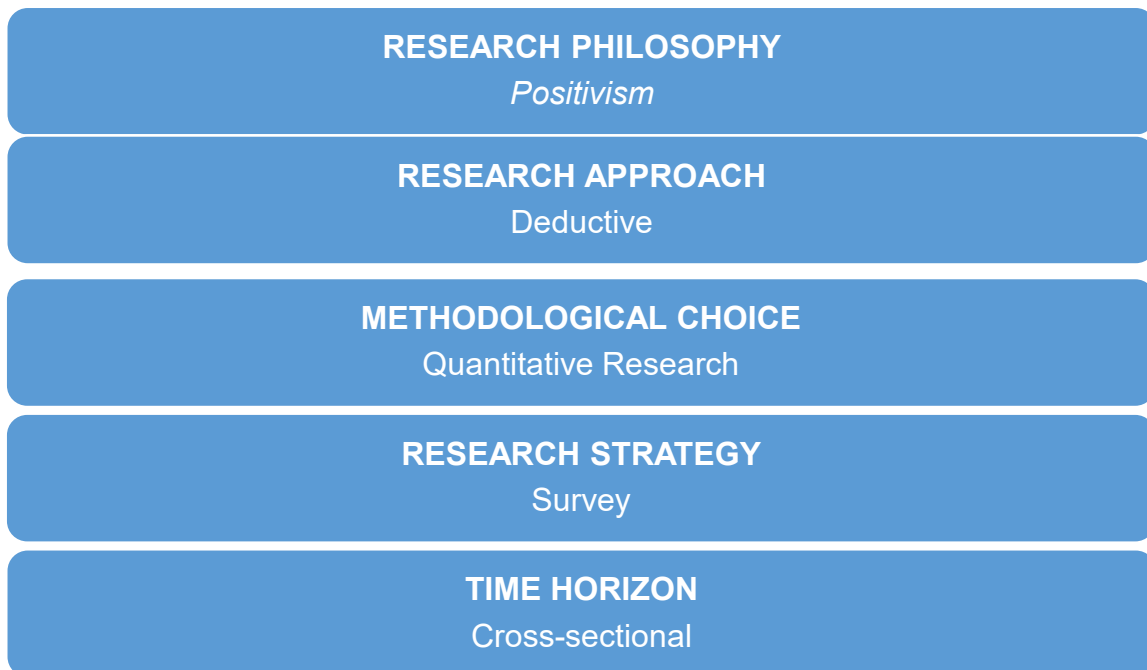 RESEARCH PHILOSOPHY
Positivism
RESEARCH APPROACH
Deductive
METHODOLOGICAL CHOICE
Quantitative Research
RESEARCH STRATEGY
Survey
TIME HORIZON
Cross-sectional